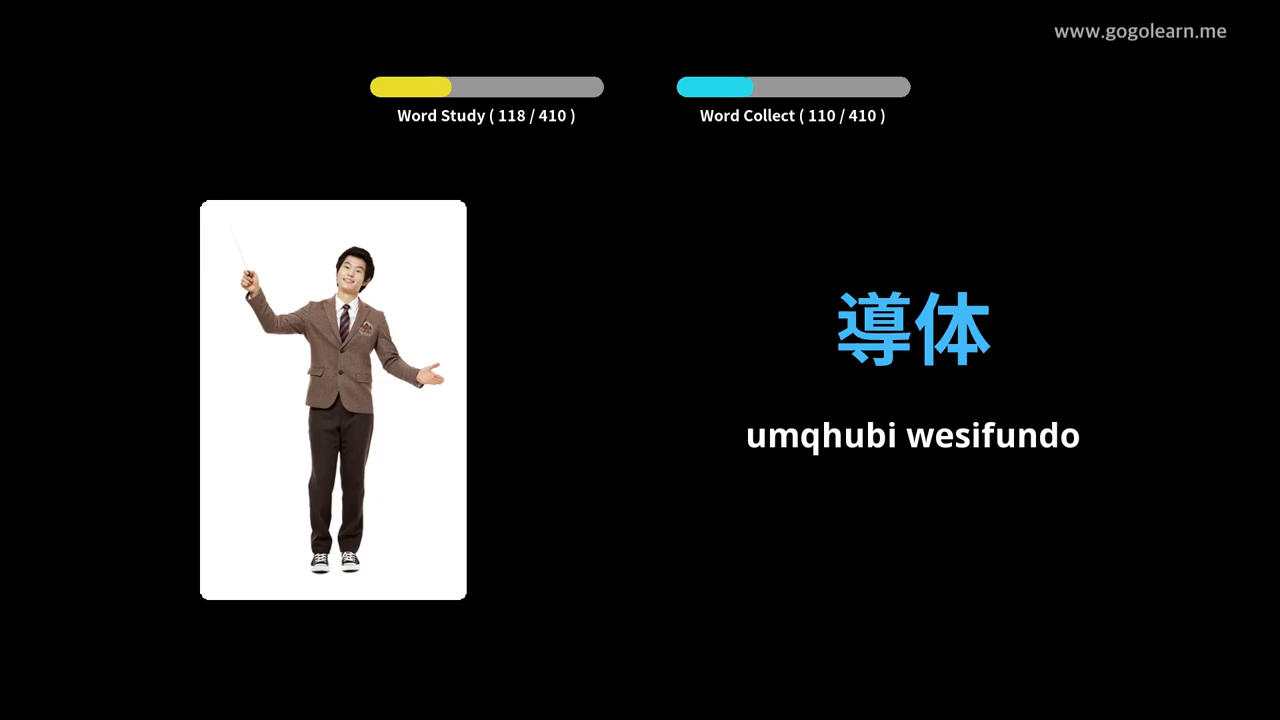 www.gogolearn.me
Word Study ( 118 / 410 )
Word Collect ( 110 / 410 )
導体
umqhubi wesifundo